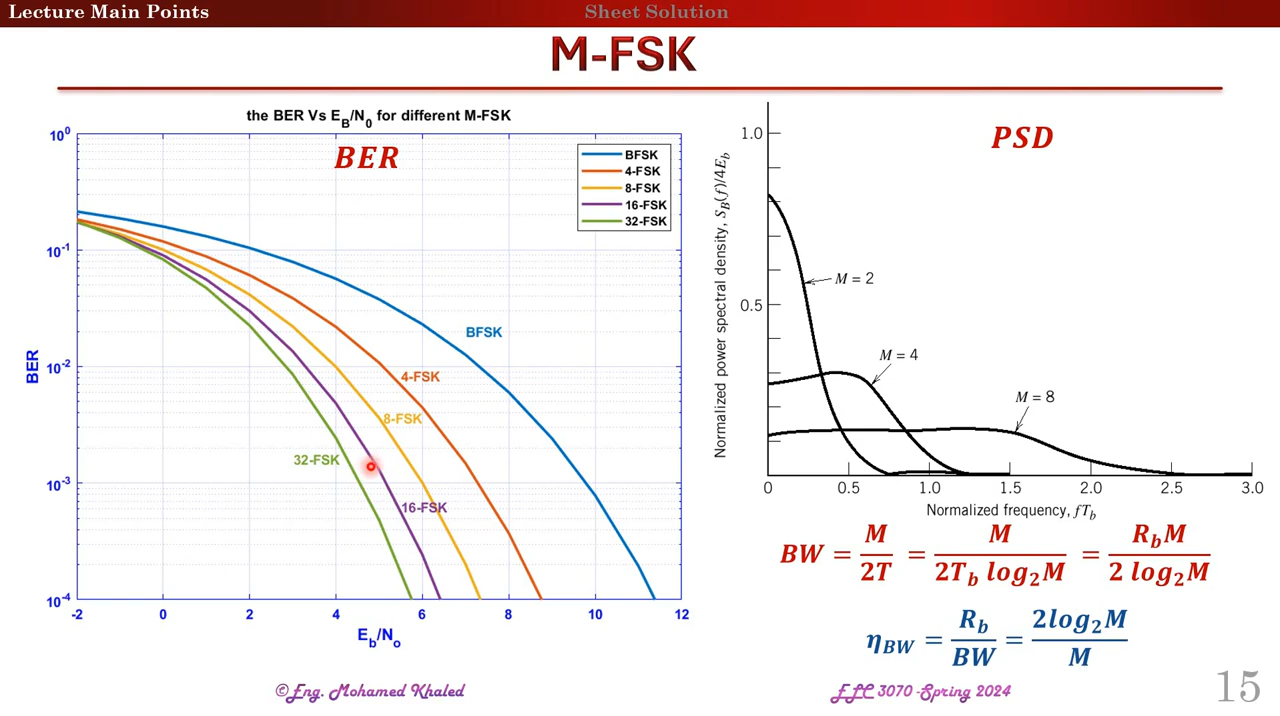 Lecture Main Points
Sheet Solution
M-FSK
the BER Vs E_B/N_0 for different M-FSK
BER
10^0
10^-1
10^-2
10^-3
10^-4
BER
BFSK
4-FSK
8-FSK
16-FSK
32-FSK
BFSK
4-FSK
8-FSK
32-FSK
16-FSK
-2 0 2 4 6 8 10 12
E_b/N_o
PSD
Normalized power spectral density, S_B(f)/4E_b
1.0
0.5
M = 2
M = 4
M = 8
0 0.5 1.0 1.5 2.0 2.5 3.0
Normalized frequency, fT_b
BW = M/2T = M/(2T_b log_2 M) = R_b M/(2 log_2 M)
η_BW = R_b/BW = 2log_2 M/M
©Eng. Mohamed Khaled
ELC 3070 -Spring 2024
15